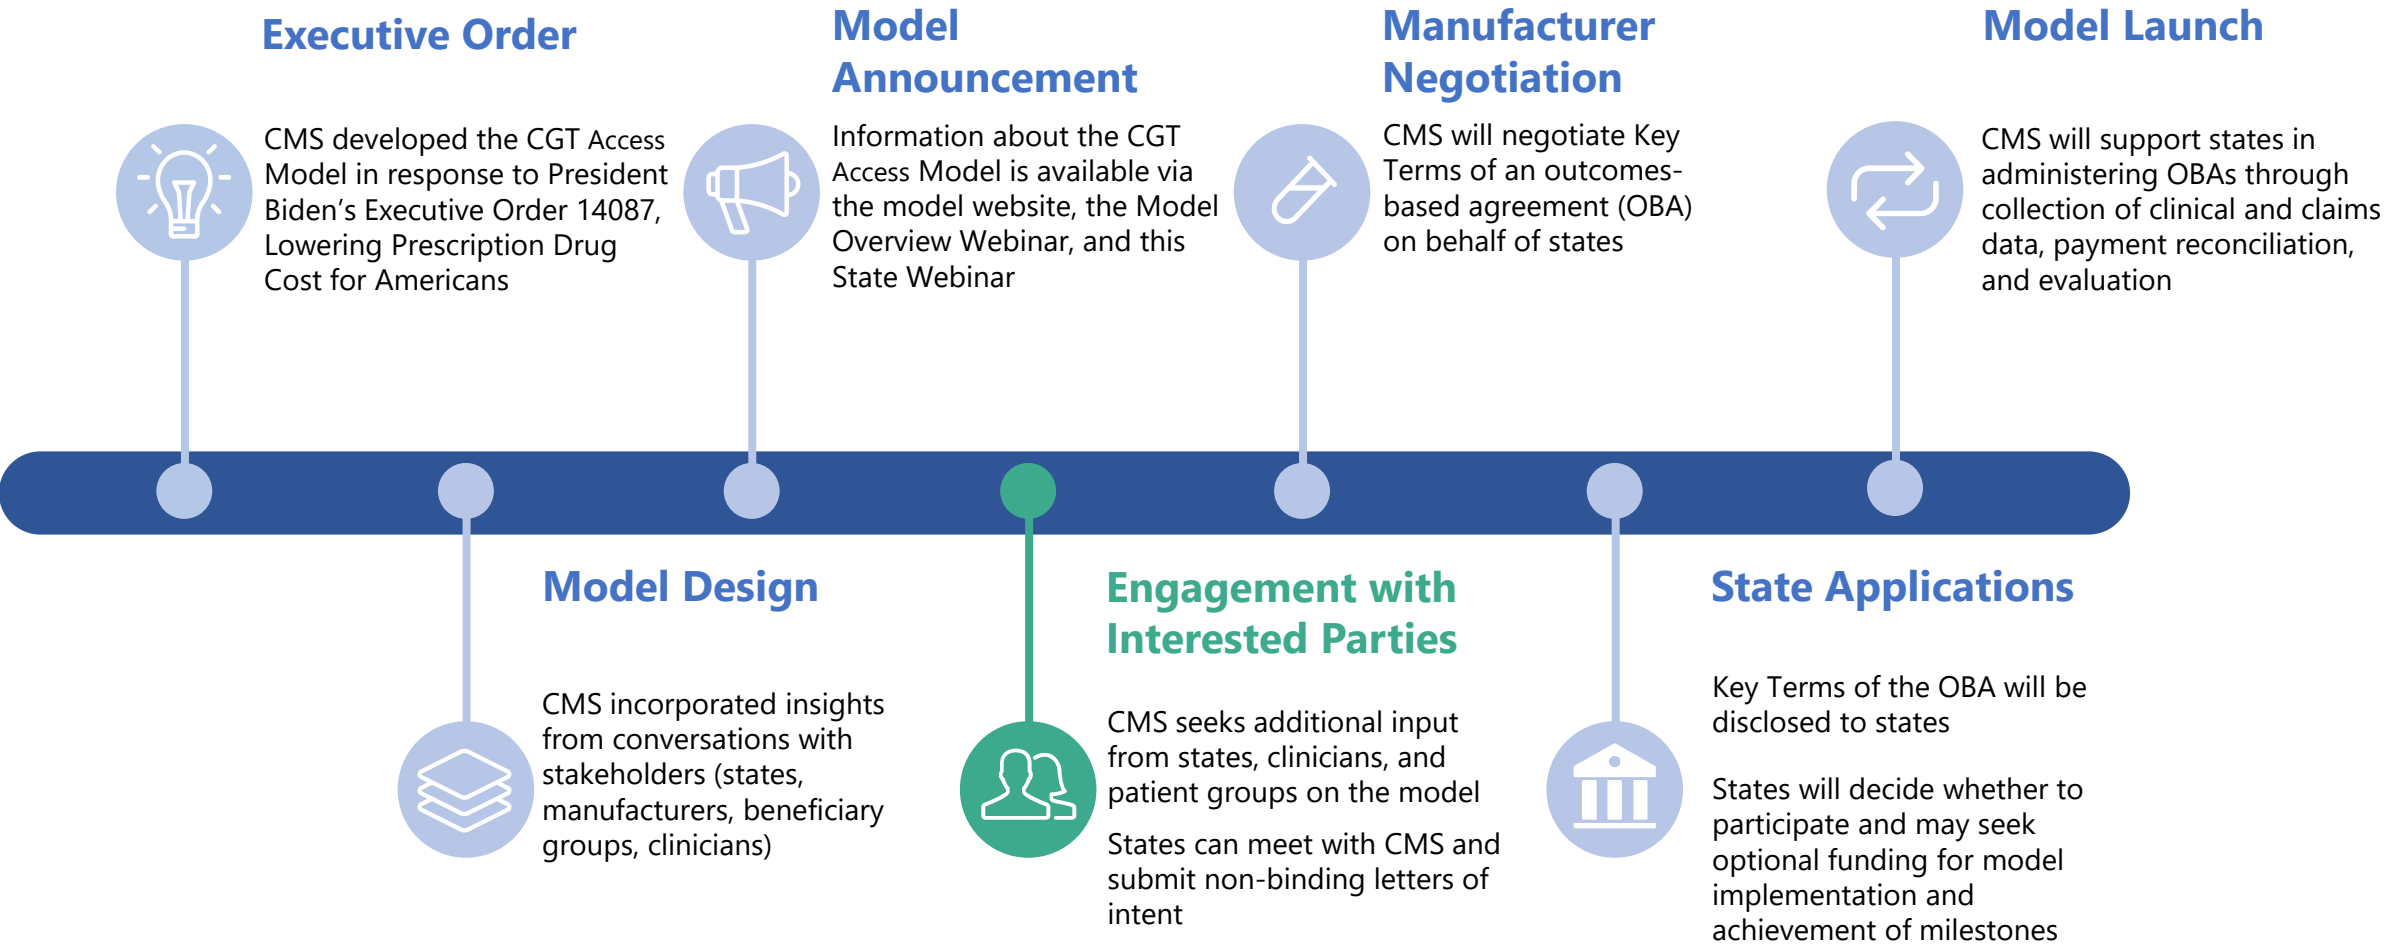 Executive Order
CMS developed the CGT Access
Model in response to President
Biden's Executive Order 14087,
Lowering Prescription Drug
Cost for Americans
Model
Announcement
Information about the CGT
Access Model is available via
the model website, the Model
Overview Webinar, and this
State Webinar
Manufacturer
Negotiation
CMS will negotiate Key
Terms of an outcomes-
based agreement (OBA)
on behalf of states
Model Launch
CMS will support states in
administering OBAs through
collection of clinical and claims
data, payment reconciliation,
and evaluation
Model Design
CMS incorporated insights
from conversations with
stakeholders (states,
manufacturers, beneficiary
groups, clinicians)
Engagement with
Interested Parties
CMS seeks additional input
from states, clinicians, and
patient groups on the model
States can meet with CMS and
submit non-binding letters of
intent
State Applications
Key Terms of the OBA will be
disclosed to states
States will decide whether to
participate and may seek
optional funding for model
implementation and
achievement of milestones